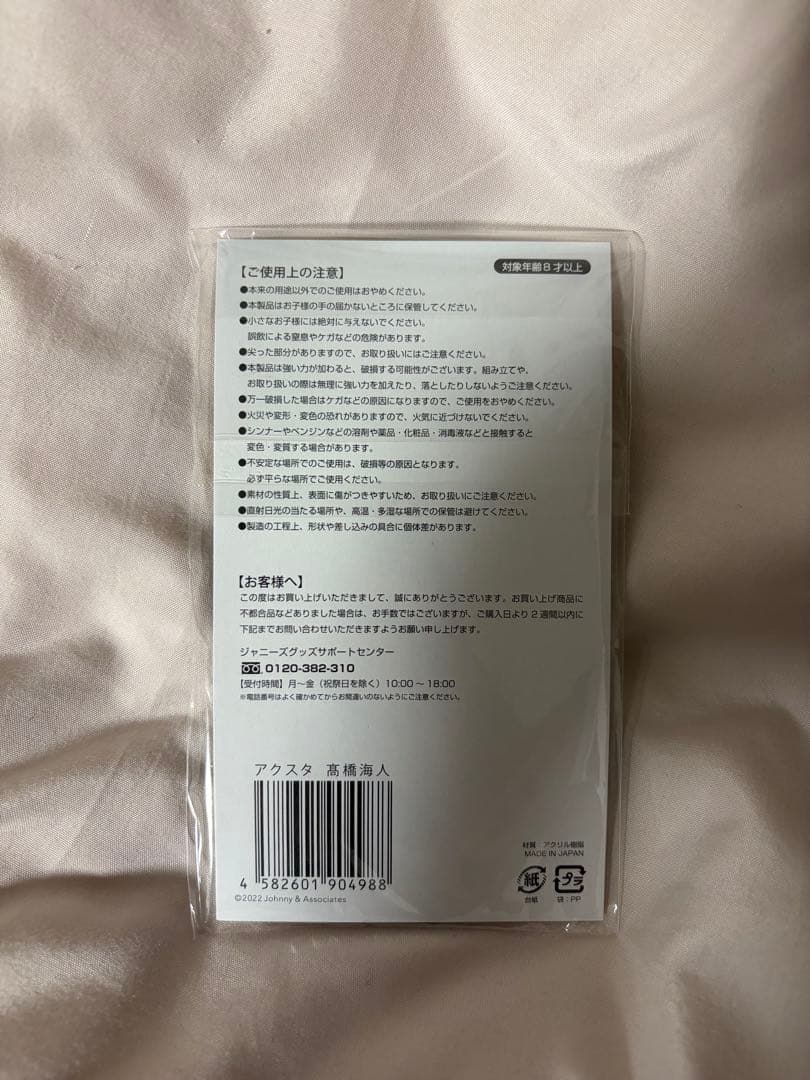 【ご使用上の注意】
対象年齢8才以上
●本来の用途以外でのご使用はおやめください。
●本製品はお子様の手の届かないところに保管してください。
●小さなお子様には絶対に与えないでください。
誤飲による窒息やケガなどの危険があります。
●尖った部分がありますので、お取り扱いにはご注意ください。
●本製品は強い力が加わると、破損する可能性がございます。組み立てや、
お取り扱いの際は無理に強い力を加えたり、落としたりしないようご注意ください。
●万一破損した場合はケガなどの原因になりますので、ご使用をおやめください。
●火災や変形・変色の恐れがありますので、火気に近づけないでください。
●シンナーやベンジンなどの溶剤や薬品・化粧品・消毒液などと接触すると
変色・変質する場合があります。
●不安定な場所でのご使用は、破損等の原因となります。
必ず平らな場所でご使用ください。
●素材の性質上、表面に傷がつきやすいため、お取り扱いにご注意ください。
●直射日光の当たる場所や、高温・多湿な場所での保管は避けてください。
●製造の工程上、形状や差し込みの具合に個体差があります。
【お客様へ】
この度はお買い上げいただきまして、誠にありがとうございます。お買い上げ商品に
不都合品などありました場合は、お手数ではございますが、ご購入日より2週間以内に
下記までお問い合わせいただきますようお願い申し上げます。
ジャニーズグッズサポートセンター
0120-382-310
【受付時間】月～金（祝祭日を除く）10:00～18:00
※電話番号はよく確かめてからお間違いのないようにご注意ください。
アクスタ 髙橋海人
4 582601 904988
©2022 Johnny & Associates
材質：アクリル樹脂
MADE IN JAPAN
紙 プラ
台紙 袋：PP